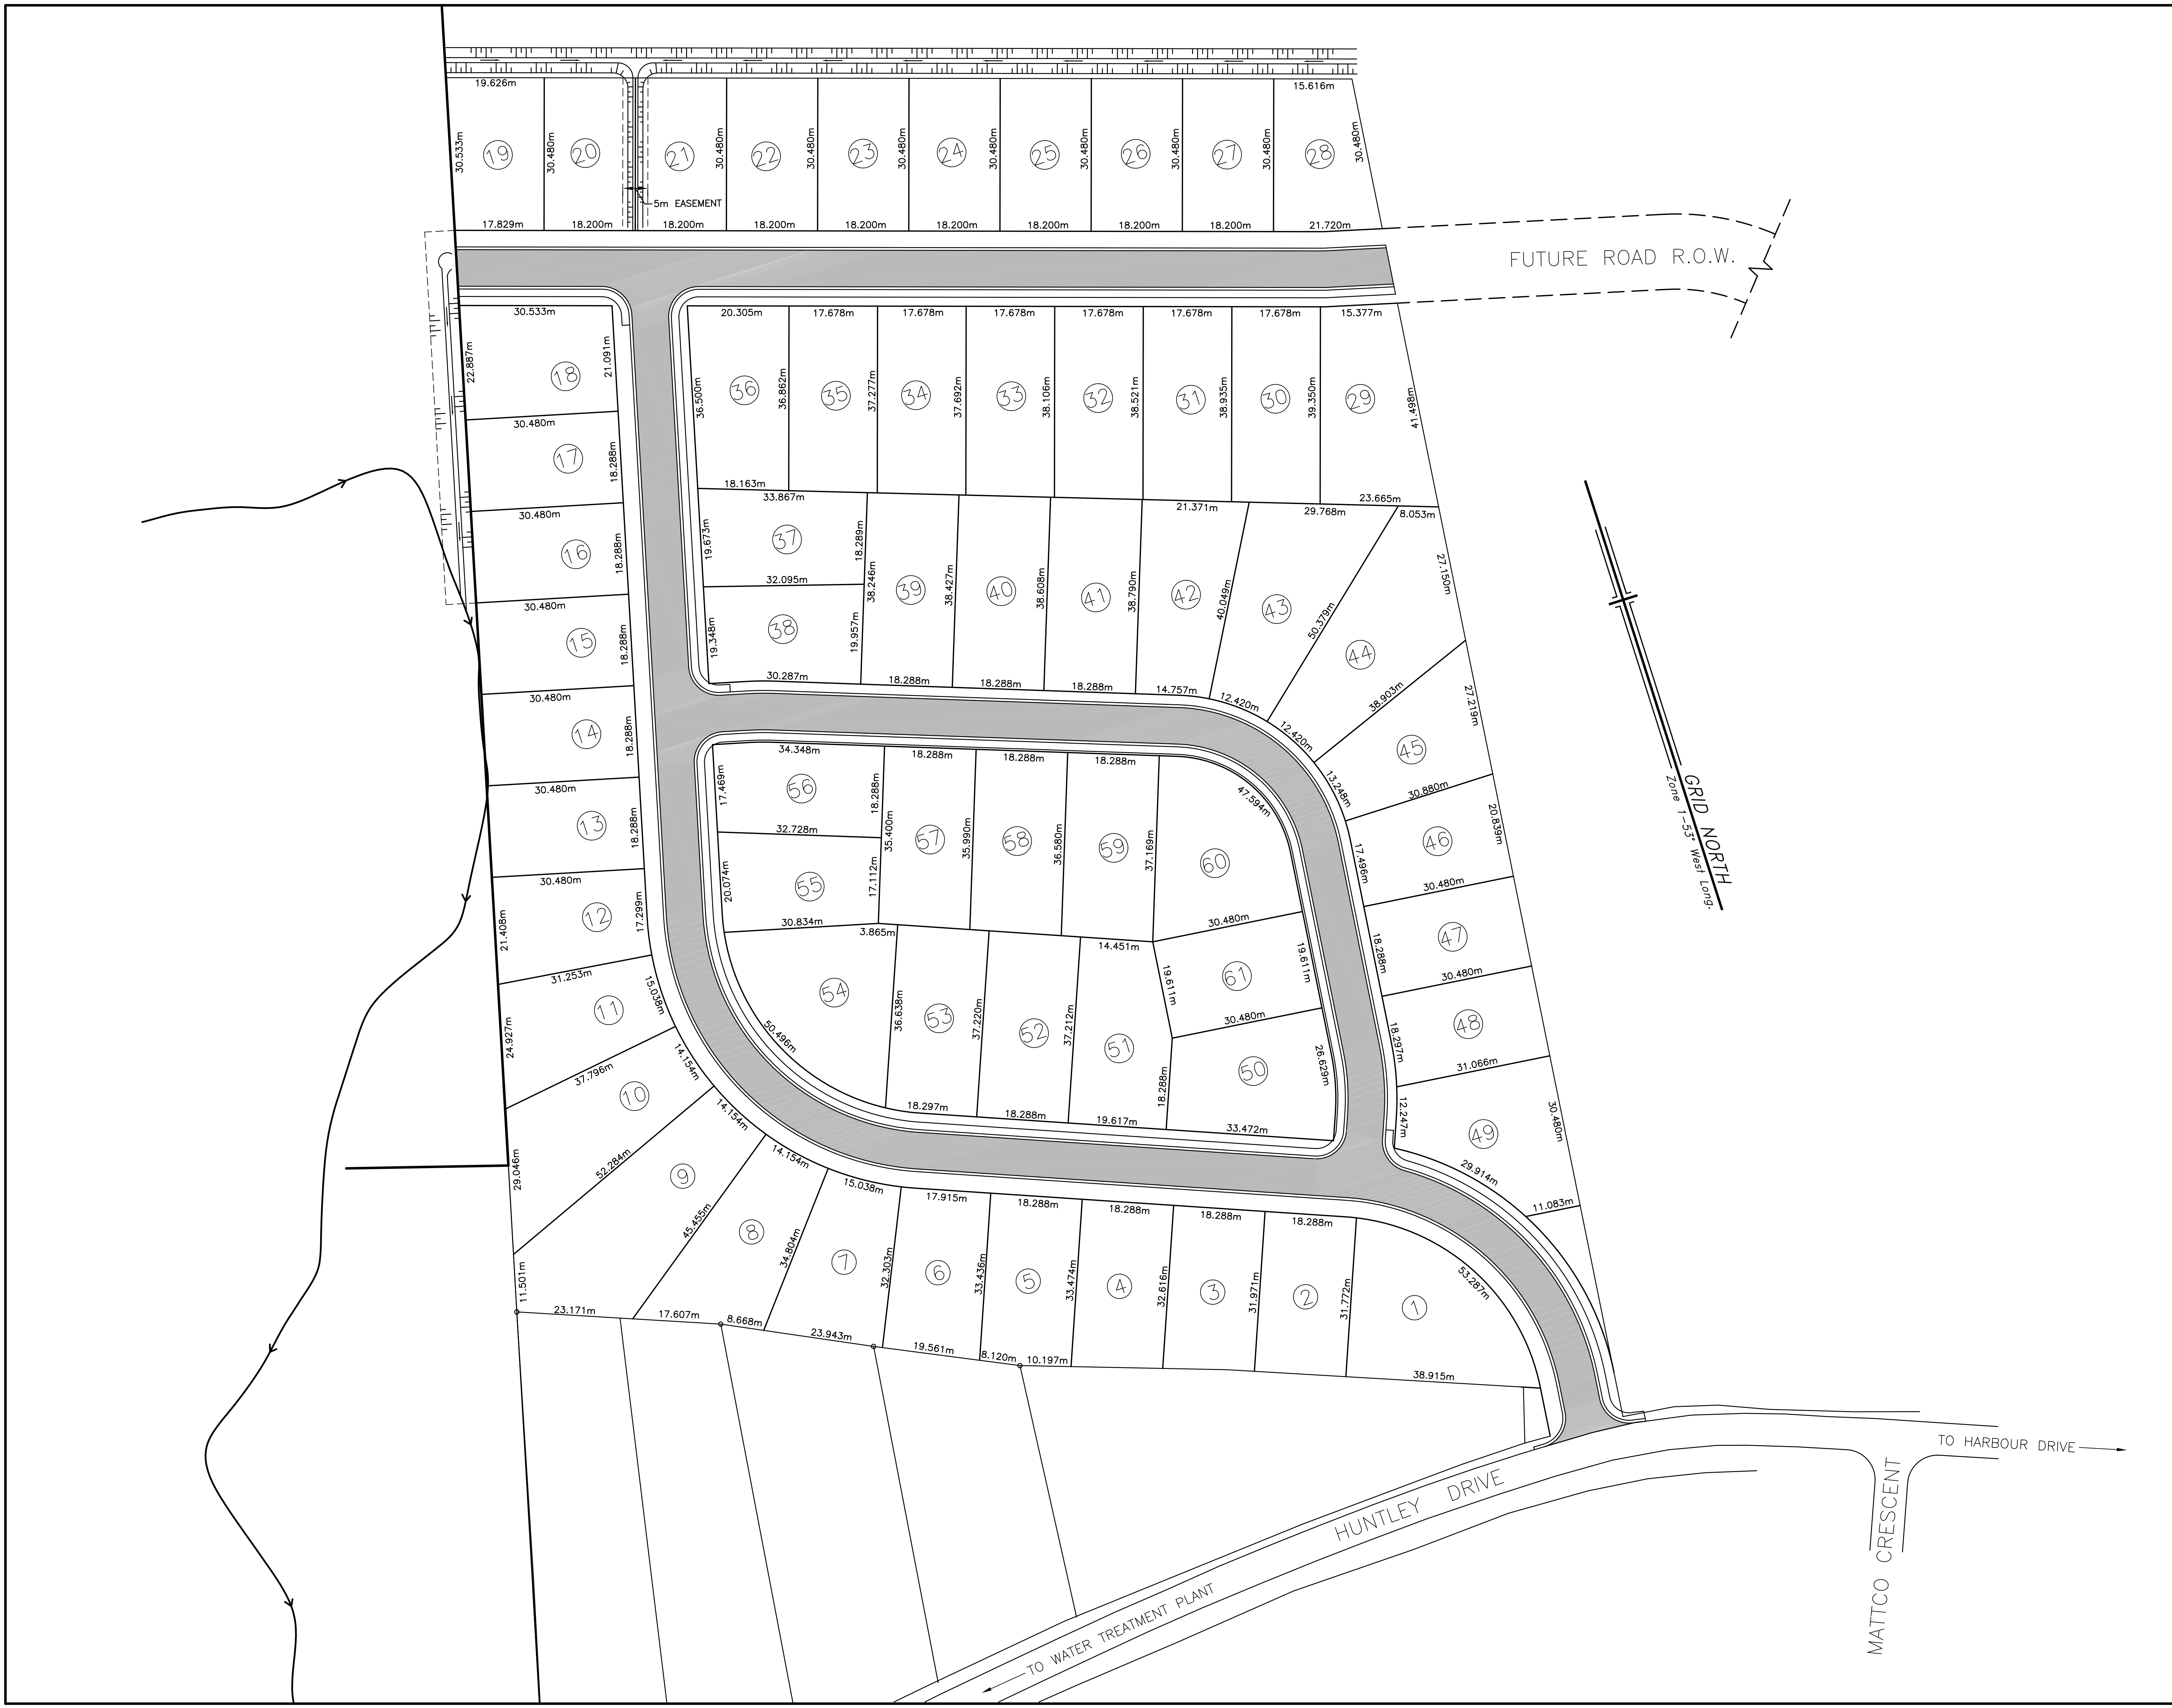 19.626m
15.616m
30.533m
19
30.480m
20
21
30.480m
22
30.480m
23
30.480m
24
30.480m
25
30.480m
26
30.480m
27
30.480m
28
30.480m
5m EASEMENT
17.829m
18.200m
18.200m
18.200m
18.200m
18.200m
18.200m
18.200m
18.200m
21.720m
FUTURE ROAD R.O.W.
30.533m
20.305m
17.678m
17.678m
17.678m
17.678m
17.678m
17.678m
15.377m
22.887m
18
21.091m
36.500m
36
36.862m
35
37.277m
34
37.692m
33
38.106m
32
38.521m
31
38.935m
30
39.350m
29
41.498m
30.480m
17
18.288m
18.163m
33.867m
21.371m
29.768m
23.665m
8.053m
30.480m
16
18.288m
19.673m
37
18.289m
32.095m
38.246m
39
38.427m
40
38.608m
41
38.790m
42
40.049m
43
50.379m
27.150m
30.480m
15
18.288m
19.348m
38
19.957m
44
30.287m
18.288m
18.288m
18.288m
14.757m
12.420m
12.420m
38.903m
27.219m
30.480m
14
18.288m
34.348m
18.288m
18.288m
18.288m
13.248m
45
17.469m
56
18.288m
47.594m
30.880m
GRID NORTH
Zone 1-53° West Long.
30.480m
13
18.288m
32.728m
35.400m
57
35.990m
58
36.580m
59
37.169m
60
17.496m
46
20.839m
30.480m
12
17.299m
20.074m
55
17.112m
30.480m
21.408m
30.834m
3.865m
14.451m
30.480m
18.288m
47
30.480m
31.253m
11
15.038m
54
36.638m
53
37.220m
52
37.212m
51
19.611m
61
19.611m
30.480m
24.927m
37.796m
10
14.154m
50.496m
18.288m
50
26.629m
18.297m
48
31.066m
14.154m
18.297m
18.288m
19.617m
33.472m
12.247m
49
30.480m
29.046m
52.284m
9
14.154m
15.038m
17.915m
18.288m
18.288m
18.288m
18.288m
29.914m
11.083m
45.455m
8
34.804m
7
32.303m
6
33.436m
5
33.474m
4
32.616m
3
31.971m
2
31.772m
1
53.287m
11.501m
23.171m
17.607m
8.668m
23.943m
19.561m
8.120m
10.197m
38.915m
TO HARBOUR DRIVE
HUNTLEY DRIVE
MATTCO CRESCENT
TO WATER TREATMENT PLANT